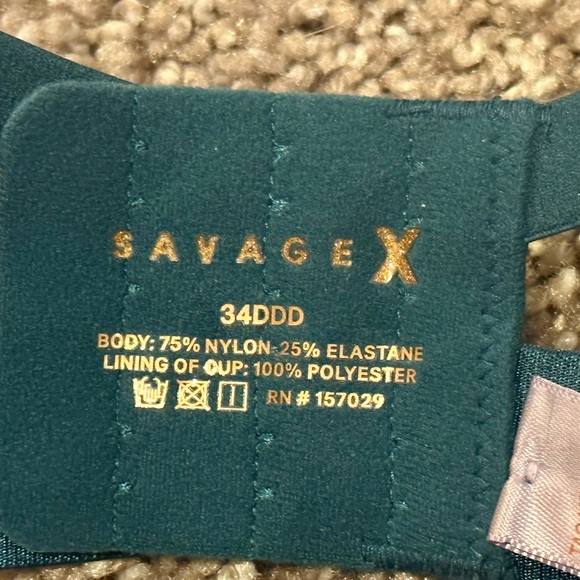 SAVAGE X
34DDD
BODY: 75% NYLON 25% ELASTANE
LINING OF CUP: 100% POLYESTER
RN # 157029